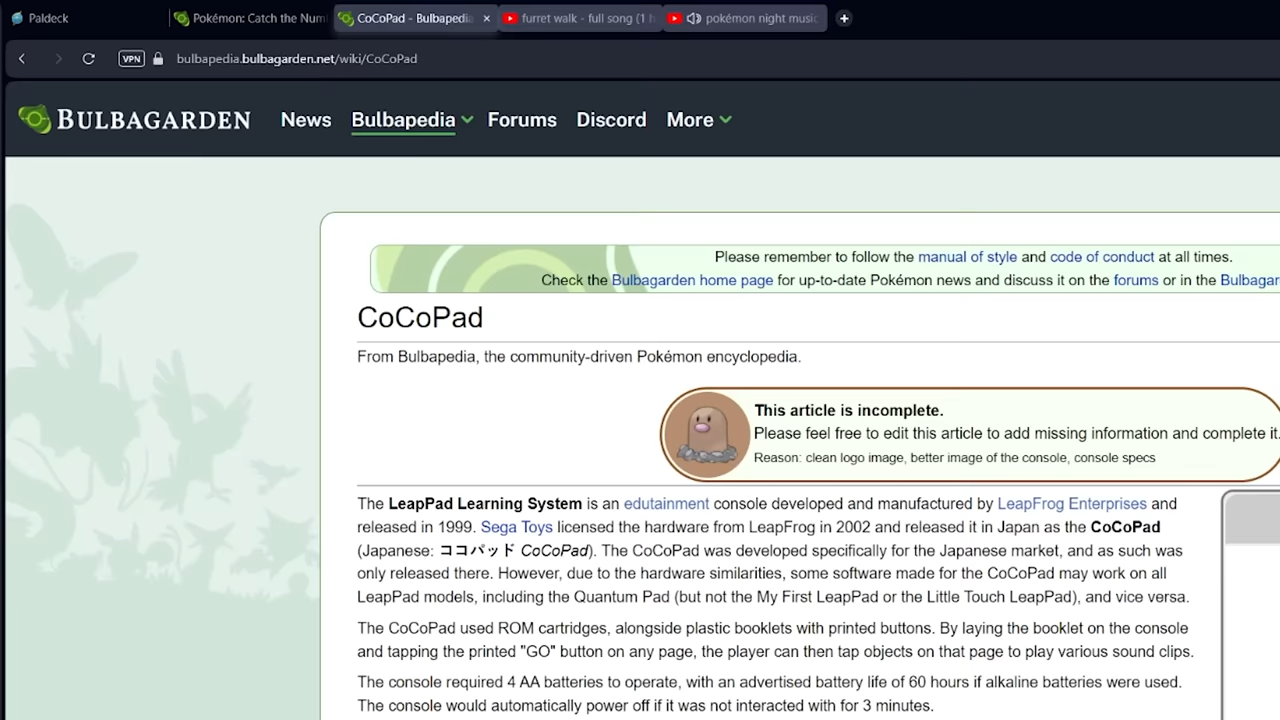 Paldeck
Pokémon: Catch the Num
CoCoPad - Bulbapedia
furret walk - full song (1 h
pokémon night music
VPN
bulbapedia.bulbagarden.net/wiki/CoCoPad
BULBAGARDEN
News
Bulbapedia
Forums
Discord
More
Please remember to follow the manual of style and code of conduct at all times.
Check the Bulbagarden home page for up-to-date Pokémon news and discuss it on the forums or in the Bulbagar
CoCoPad
From Bulbapedia, the community-driven Pokémon encyclopedia.
This article is incomplete.
Please feel free to edit this article to add missing information and complete it.
Reason: clean logo image, better image of the console, console specs
The LeapPad Learning System is an edutainment console developed and manufactured by LeapFrog Enterprises and
released in 1999. Sega Toys licensed the hardware from LeapFrog in 2002 and released it in Japan as the CoCoPad
(Japanese: ココパッド CoCoPad). The CoCoPad was developed specifically for the Japanese market, and as such was
only released there. However, due to the hardware similarities, some software made for the CoCoPad may work on all
LeapPad models, including the Quantum Pad (but not the My First LeapPad or the Little Touch LeapPad), and vice versa.
The CoCoPad used ROM cartridges, alongside plastic booklets with printed buttons. By laying the booklet on the console
and tapping the printed "GO" button on any page, the player can then tap objects on that page to play various sound clips.
The console required 4 AA batteries to operate, with an advertised battery life of 60 hours if alkaline batteries were used.
The console would automatically power off if it was not interacted with for 3 minutes.